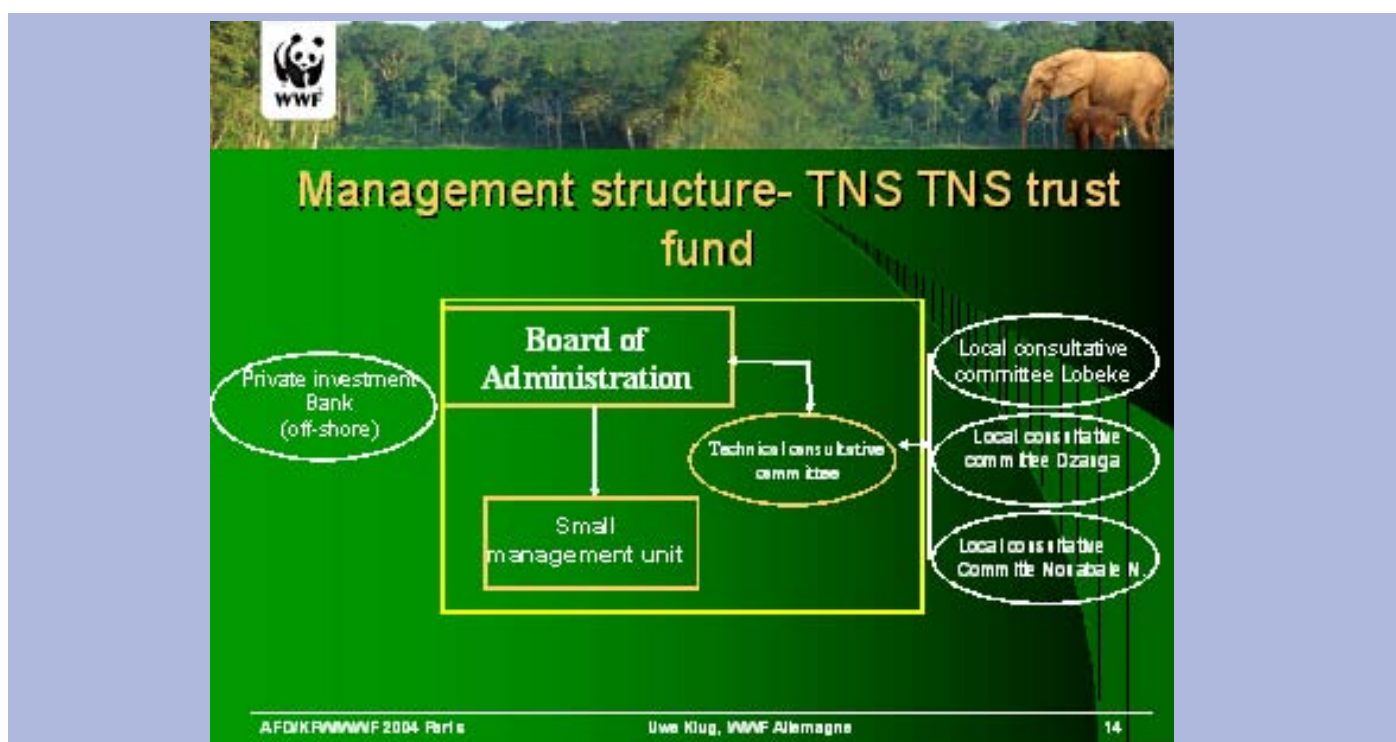 WWF
Management structure- TNS TNS trust
fund
Board of
Administration
Private investment
Bank
(off-shore)
Technical consultative
committee
Small
management unit
Local consultative
committee Lobeke
Local consultative
committee Dzanga
Local consultative
Committe Nouabale N.
AFD/KFW/WWF 2004 Paris
Uwe Klug, WWF Allemagne
14